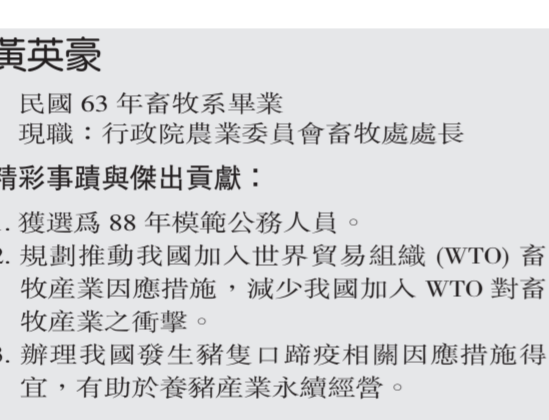 黃英豪
民國 63 年畜牧系畢業
現職：行政院農業委員會畜牧處處長
精彩事蹟與傑出貢獻：
1. 獲選爲 88 年模範公務人員。
2. 規劃推動我國加入世界貿易組織 (WTO) 畜
牧産業因應措施，減少我國加入 WTO 對畜
牧産業之衝擊。
3. 辦理我國發生豬隻口蹄疫相關因應措施得
宜，有助於養豬産業永續經營。